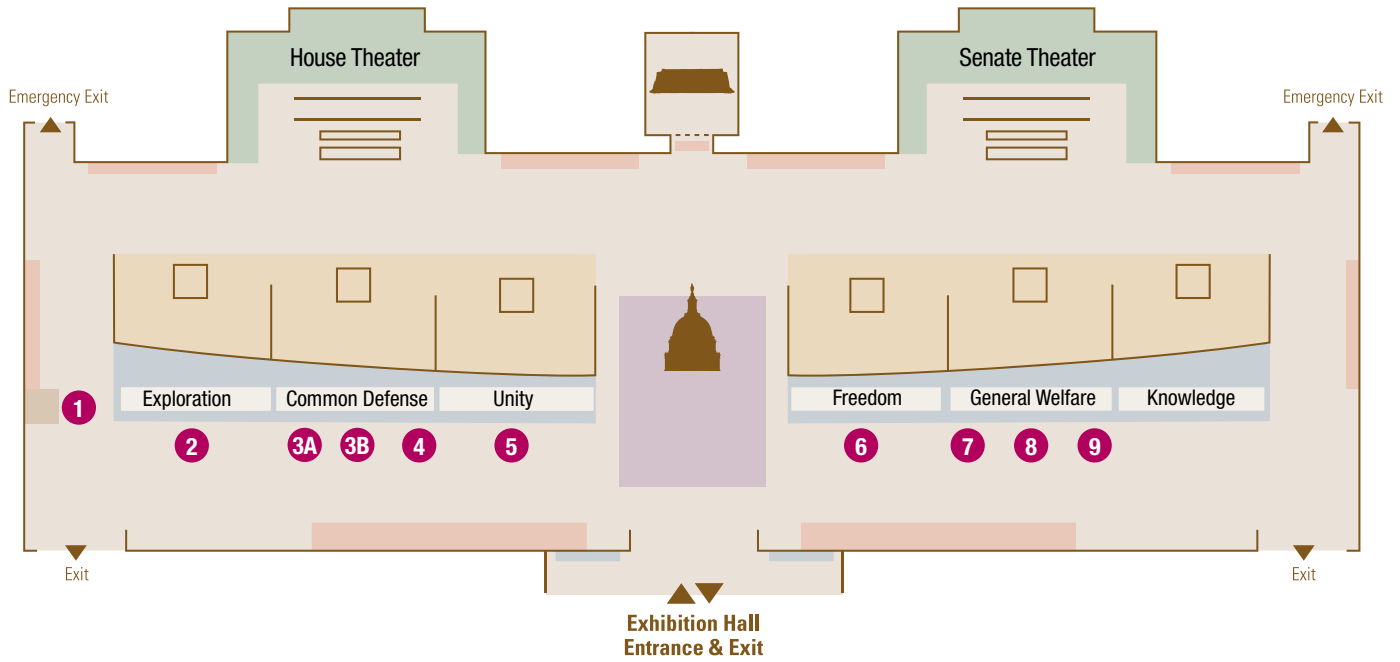 House Theater
Senate Theater
Emergency Exit
Emergency Exit
Exploration
Common Defense
Unity
Freedom
General Welfare
Knowledge
1
2
3A
3B
4
5
6
7
8
9
Exit
Exit
Exhibition Hall
Entrance & Exit